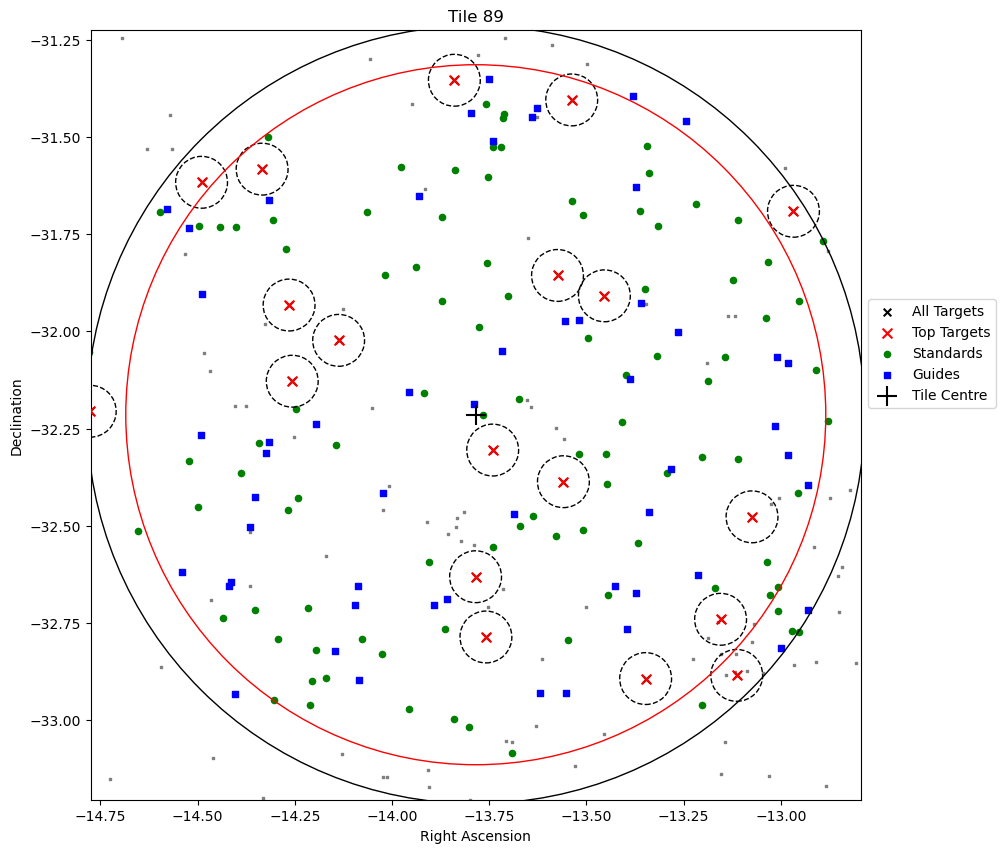 Tile 89
−31.25
−31.50
−31.75
−32.00
−32.25
−32.50
−32.75
−33.00
Declination
−14.75
−14.50
−14.25
−14.00
−13.75
−13.50
−13.25
−13.00
Right Ascension
All Targets
Top Targets
Standards
Guides
Tile Centre